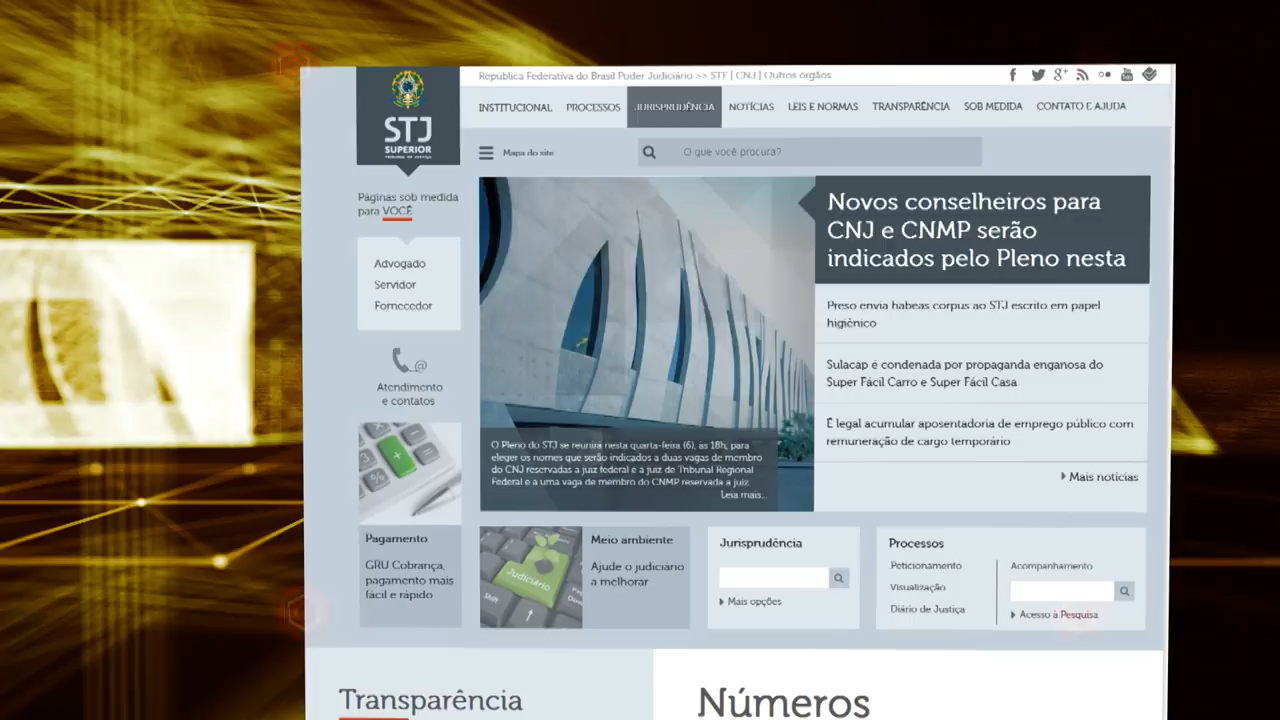 República Federativa do Brasil Poder Judiciário >> STF | CNJ | Outros órgãos
INSTITUCIONAL
PROCESSOS
JURISPRUDÊNCIA
NOTÍCIAS
LEIS E NORMAS
TRANSPARÊNCIA
SOB MEDIDA
CONTATO E AJUDA
STJ
SUPERIOR
TRIBUNAL DE JUSTIÇA
Mapa do site
O que você procura?
Páginas sob medida
para VOCÊ
Advogado
Servidor
Fornecedor
Atendimento
e contatos
Pagamento
GRU Cobrança,
pagamento mais
fácil e rápido
Novos conselheiros para
CNJ e CNMP serão
indicados pelo Pleno nesta
O Pleno do STJ se reunirá nesta quarta-feira (6), às 18h, para
eleger os nomes que serão indicados a duas vagas de membro
do CNJ reservadas a juiz federal e a juiz de Tribunal Regional
Federal e a uma vaga de membro do CNMP reservada a juiz.
Leia mais...
Preso envia habeas corpus ao STJ escrito em papel
higiênico
Sulacap é condenada por propaganda enganosa do
Super Fácil Carro e Super Fácil Casa
É legal acumular aposentadoria de emprego público com
remuneração de cargo temporário
Mais notícias
Judiciário
Shift
Meio ambiente
Ajude o judiciário
a melhorar
Jurisprudência
Mais opções
Processos
Peticionamento
Visualização
Diário de Justiça
Acompanhamento
Acesso à Pesquisa
Transparência
Números